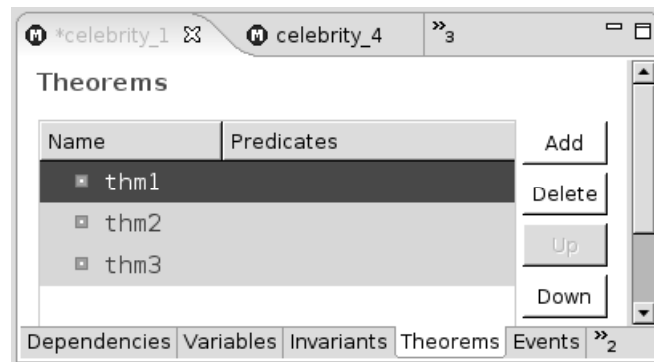 *celebrity_1 celebrity_4 »3
Theorems
Name Predicates Add
thm1
Delete
thm2
Up
thm3
Down
Dependencies Variables Invariants Theorems Events »2